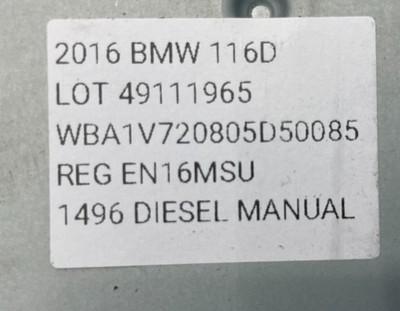 2016 BMW 116D
LOT 49111965
WBA1V720805D50085
REG EN16MSU
1496 DIESEL MANUAL